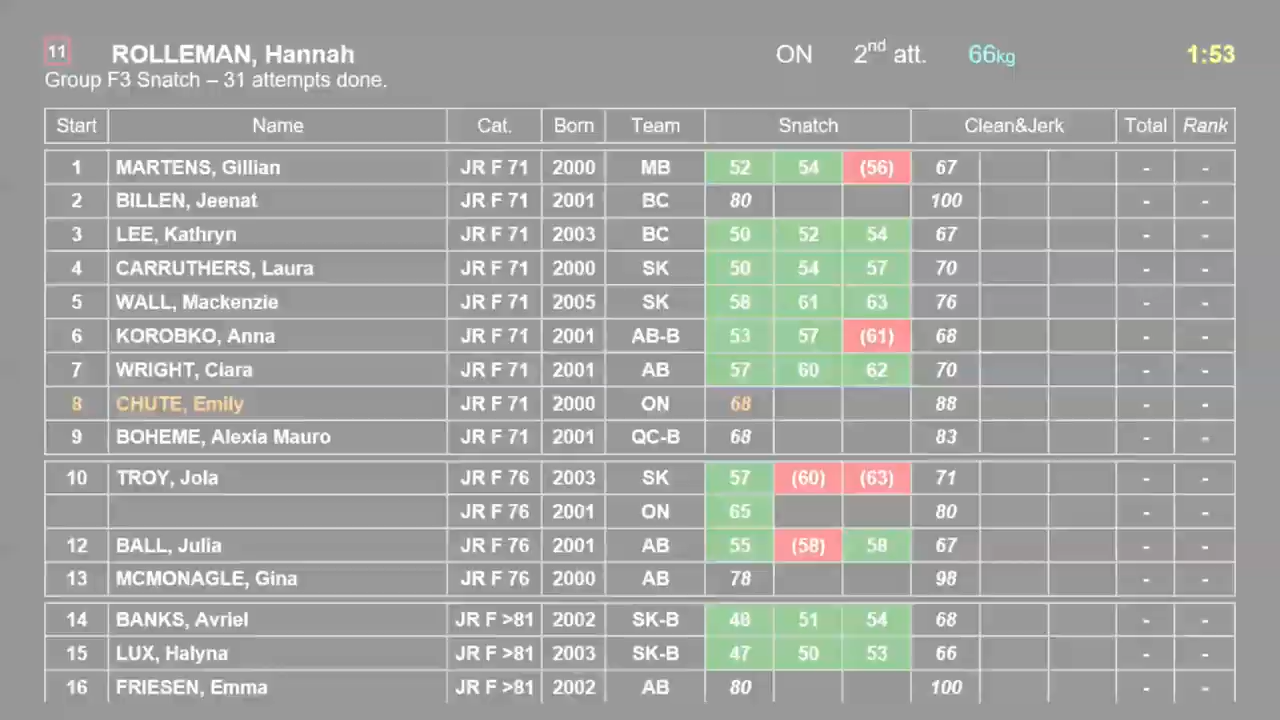 11 ROLLEMAN, Hannah ON 2nd att. 66kg 1:53
Group F3 Snatch – 31 attempts done.
Start Name Cat. Born Team Snatch Clean&Jerk Total Rank
1 MARTENS, Gillian JR F 71 2000 MB 52 54 (56) 67 - -
2 BILLEN, Jeenat JR F 71 2001 BC 80 100 - -
3 LEE, Kathryn JR F 71 2003 BC 50 52 54 67 - -
4 CARRUTHERS, Laura JR F 71 2000 SK 50 54 57 70 - -
5 WALL, Mackenzie JR F 71 2005 SK 58 61 63 76 - -
6 KOROBKO, Anna JR F 71 2001 AB-B 53 57 (61) 68 - -
7 WRIGHT, Ciara JR F 71 2001 AB 57 60 62 70 - -
8 CHUTE, Emily JR F 71 2000 ON 68 88 - -
9 BOHEME, Alexia Mauro JR F 71 2001 QC-B 68 83 - -
10 TROY, Jola JR F 76 2003 SK 57 (60) (63) 71 - -
JR F 76 2001 ON 65 80 - -
12 BALL, Julia JR F 76 2001 AB 55 (58) 58 67 - -
13 MCMONAGLE, Gina JR F 76 2000 AB 78 98 - -
14 BANKS, Avriel JR F >81 2002 SK-B 48 51 54 68 - -
15 LUX, Halyna JR F >81 2003 SK-B 47 50 53 66 - -
16 FRIESEN, Emma JR F >81 2002 AB 80 100 - -